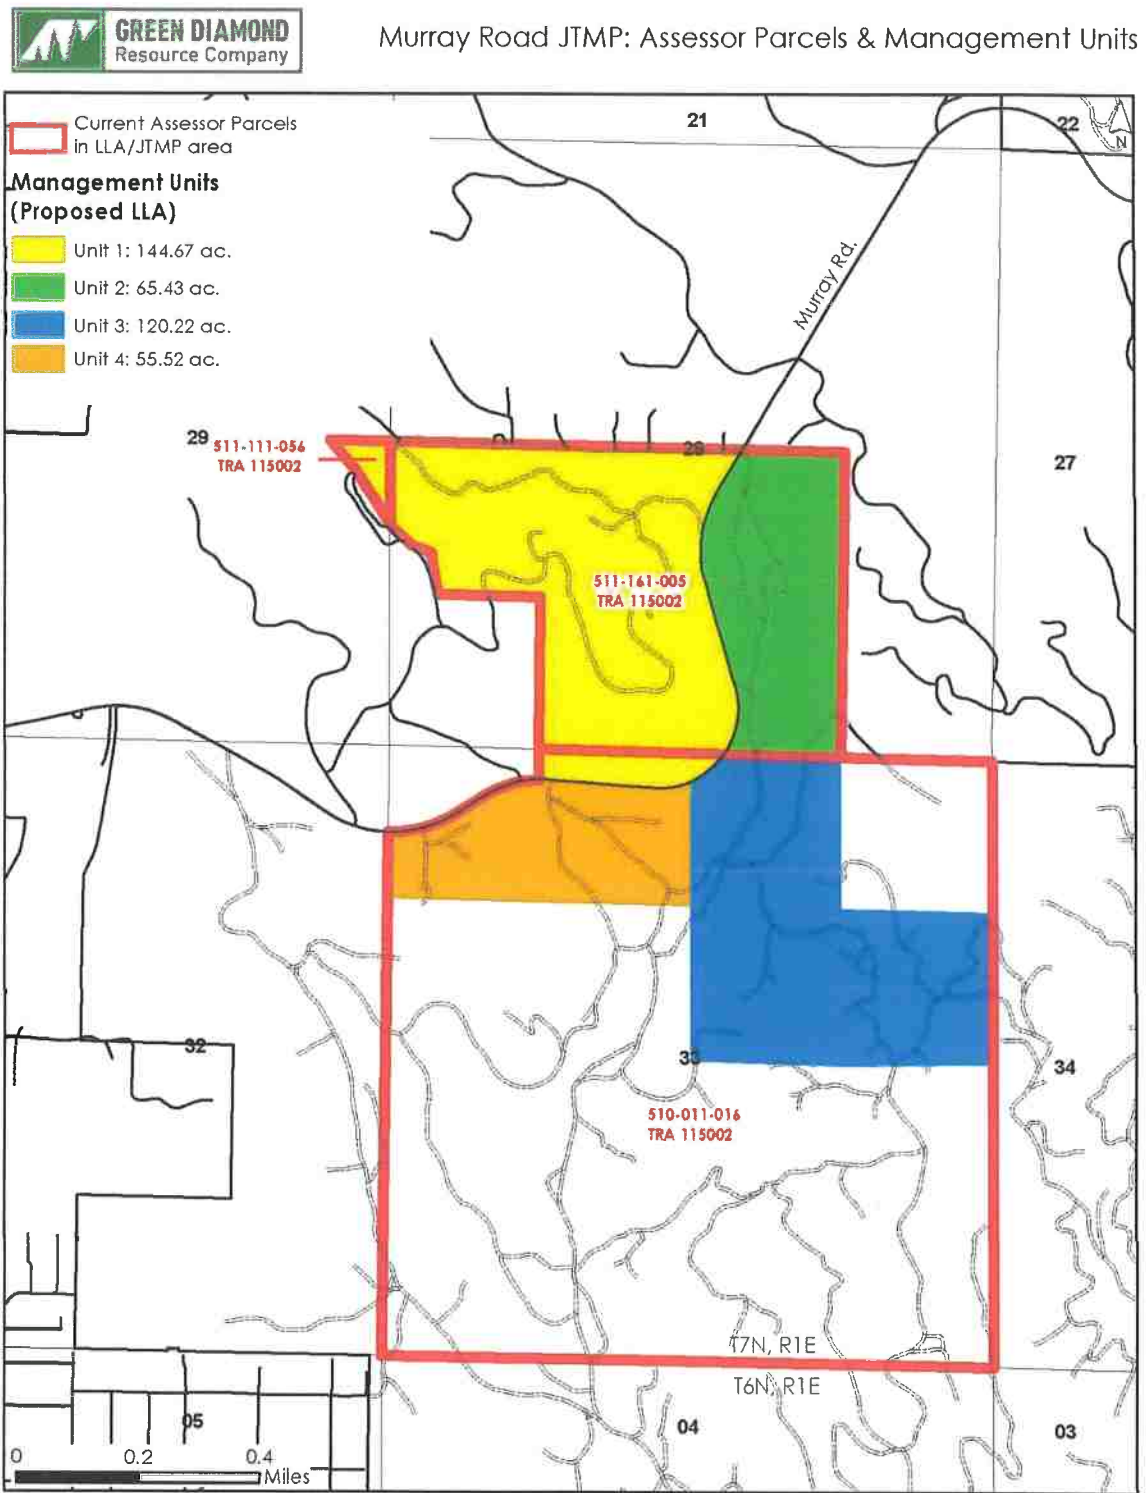 GREEN DIAMOND
Resource Company
Murray Road JTMP: Assessor Parcels & Management Units
Current Assessor Parcels
in LLA/JTMP area
Management Units
(Proposed LLA)
Unit 1: 144.67 ac.
Unit 2: 65.43 ac.
Unit 3: 120.22 ac.
Unit 4: 55.52 ac.
21
22
N
Murray Rd.
29
511-111-056
TRA 115002
28
27
511-161-005
TRA 115002
32
33
34
510-011-016
TRA 115002
T7N, R1E
T6N, R1E
05
04
03
0
0.2
0.4
Miles